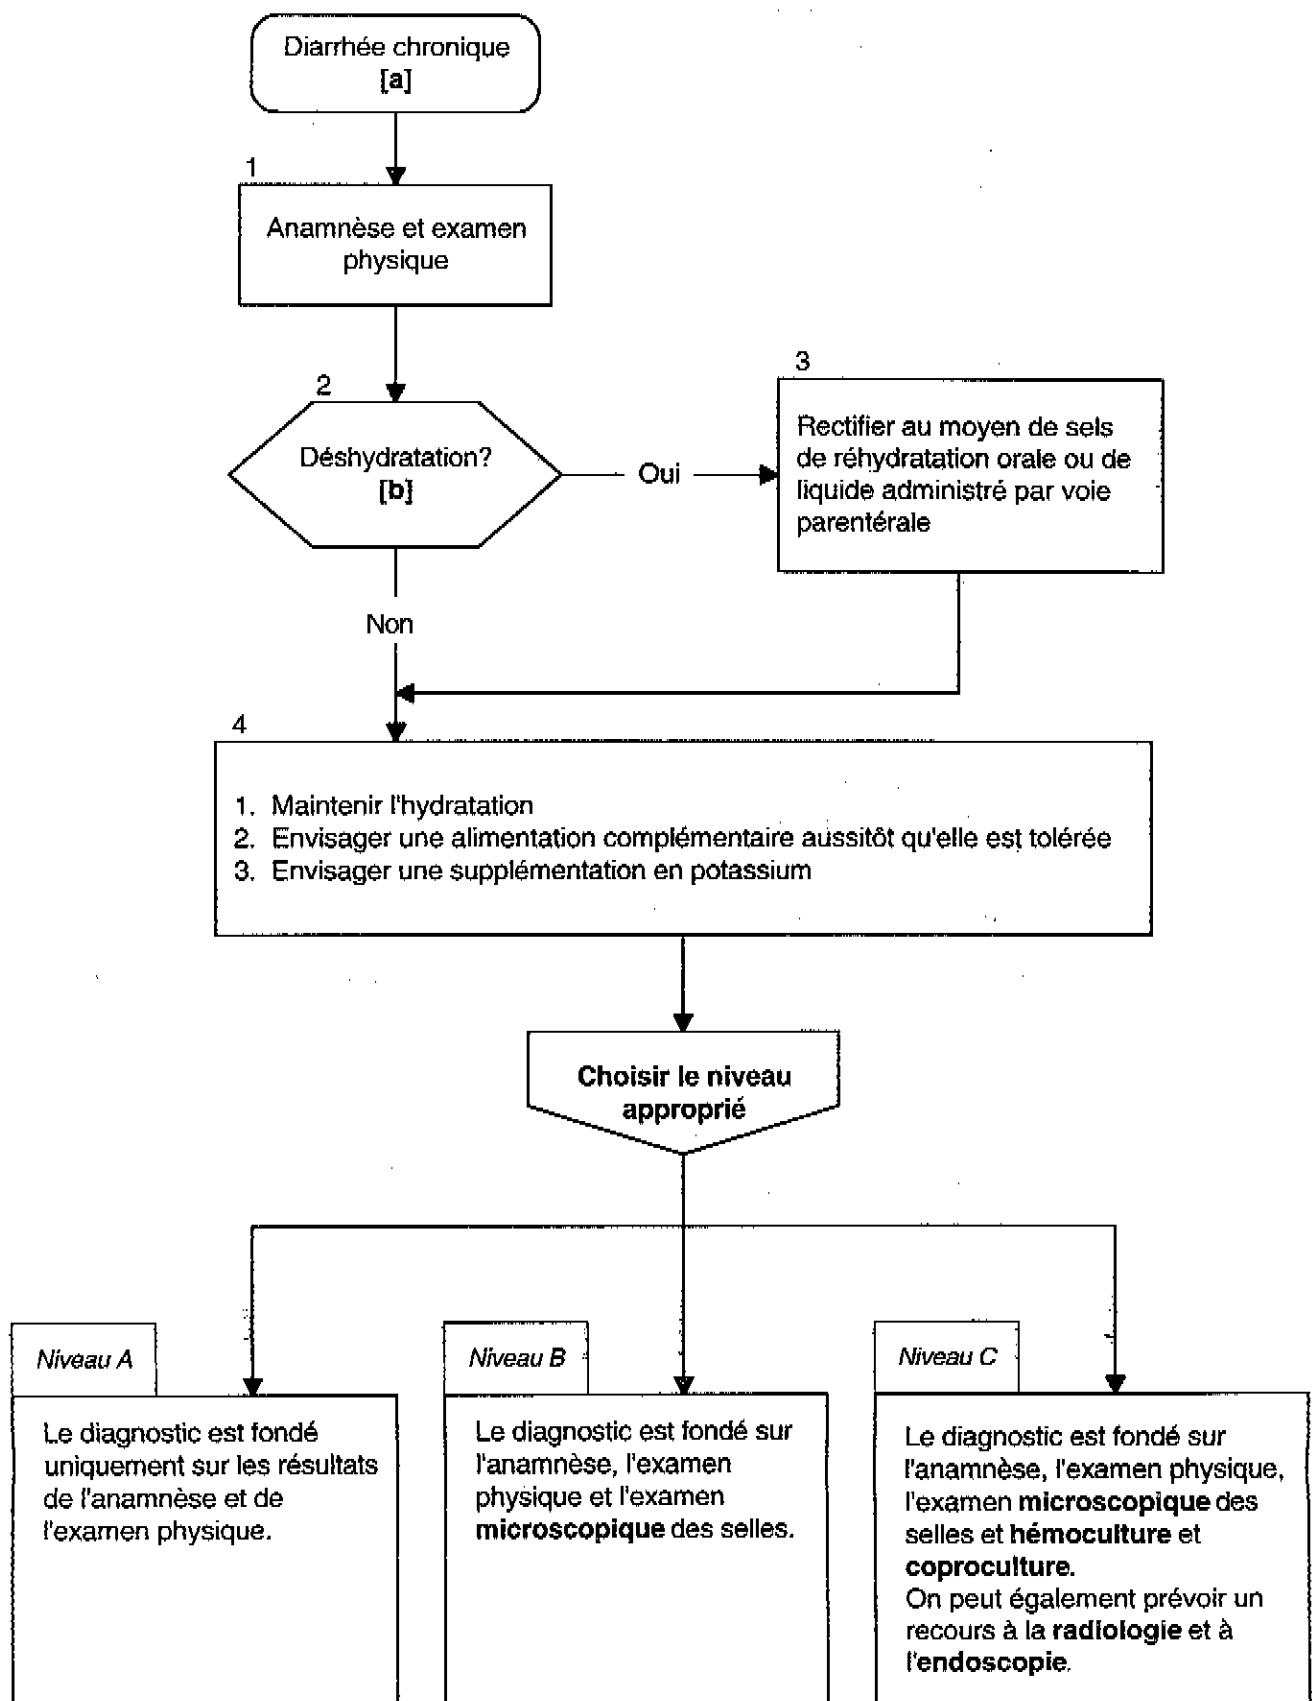 Diarrhée chronique
[a]
1
Anamnèse et examen
physique
2
Déshydratation?
[b]
Oui
3
Rectifier au moyen de sels
de réhydratation orale ou de
liquide administré par voie
parentérale
Non
4
1. Maintenir l'hydratation
2. Envisager une alimentation complémentaire aussitôt qu'elle est tolérée
3. Envisager une supplémentation en potassium
Choisir le niveau
approprié
Niveau A
Le diagnostic est fondé
uniquement sur les résultats
de l'anamnèse et de
l'examen physique.
Niveau B
Le diagnostic est fondé sur
l'anamnèse, l'examen
physique et l'examen
microscopique des selles.
Niveau C
Le diagnostic est fondé sur
l'anamnèse, l'examen physique,
l'examen microscopique des
selles et hémoculture et
coproculture.
On peut également prévoir un
recours à la radiologie et à
l'endoscopie.